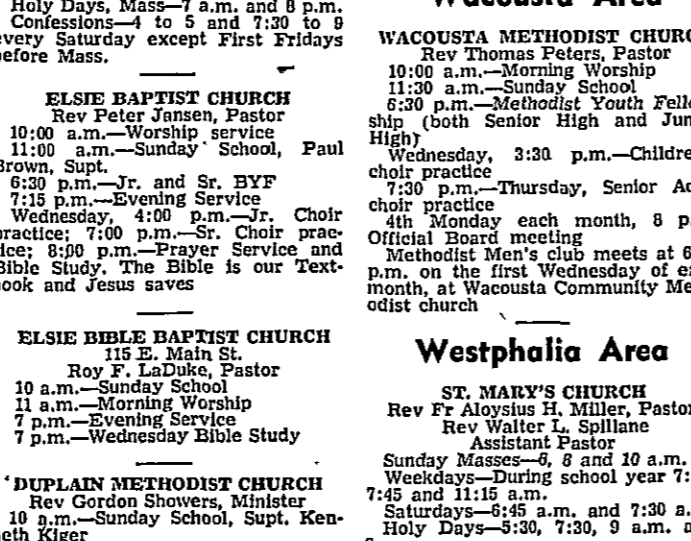 Holy Days, Mass—7 a.m. and 8 p.m.
Confessions—4 to 5 and 7:30 to 9
every Saturday except First Fridays
before Mass.
ELSIE BAPTIST CHURCH
Rev Peter Jansen, Pastor
10:00 a.m.—Worship service
11:00 a.m.—Sunday School, Paul
Brown, Supt.
6:30 p.m.—Jr. and Sr. BYF
7:15 p.m.—Evening Service
Wednesday, 4:00 p.m.—Jr. Choir
practice; 7:00 p.m.—Sr. Choir prac-
tice; 8:00 p.m.—Prayer Service and
Bible Study. The Bible is our Text-
book and Jesus saves
ELSIE BIBLE BAPTIST CHURCH
115 E. Main St.
Roy F. LaDuke, Pastor
10 a.m.—Sunday School
11 a.m.—Morning Worship
7 p.m.—Evening Service
7 p.m.—Wednesday Bible Study
DUPLAIN METHODIST CHURCH
Rev Gordon Showers, Minister
10 a.m.—Sunday School, Supt. Ken-
neth Kiger
Wacousta Area
WACOUSTA METHODIST CHURC
Rev Thomas Peters, Pastor
10:00 a.m.—Morning Worship
11:30 a.m.—Sunday School
6:30 p.m.—Methodist Youth Fell
ship (both Senior High and Jun
High)
Wednesday, 3:30 p.m.—Childre
choir practice
7:30 p.m.—Thursday, Senior Ad
choir practice
4th Monday each month, 8 p.
Official Board meeting
Methodist Men's club meets at 6
p.m. on the first Wednesday of e
month, at Wacousta Community Me
odist church
Westphalia Area
ST. MARY'S CHURCH
Rev Fr Aloysius H. Miller, Pastor
Rev Walter L. Spillane
Assistant Pastor
Sunday Masses—6, 8 and 10 a.m.
Weekdays—During school year 7:
7:45 and 11:15 a.m.
Saturdays—6:45 a.m. and 7:30 a.
Holy Days—5:30, 7:30, 9 a.m. a